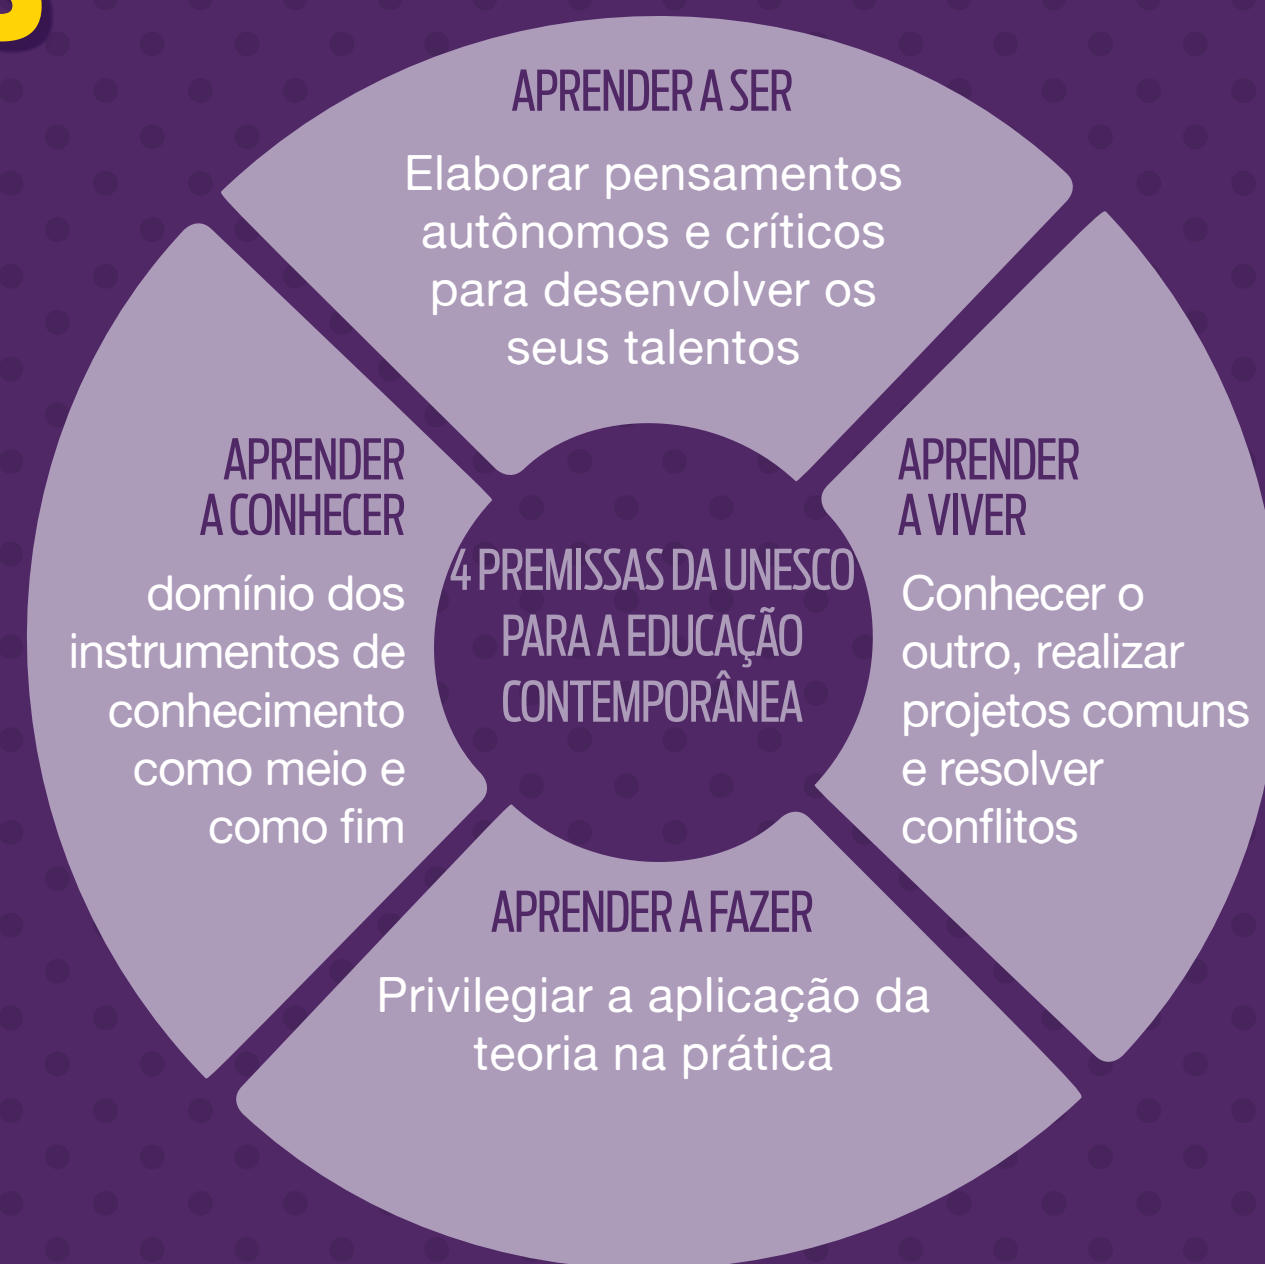 APRENDER A SER
Elaborar pensamentos
autônomos e críticos
para desenvolver os
seus talentos
APRENDER
A CONHECER
domínio dos
instrumentos de
conhecimento
como meio e
como fim
4 PREMISSAS DA UNESCO
PARA A EDUCAÇÃO
CONTEMPORÂNEA
APRENDER
A VIVER
Conhecer o
outro, realizar
projetos comuns
e resolver
conflitos
APRENDER A FAZER
Privilegiar a aplicação da
teoria na prática